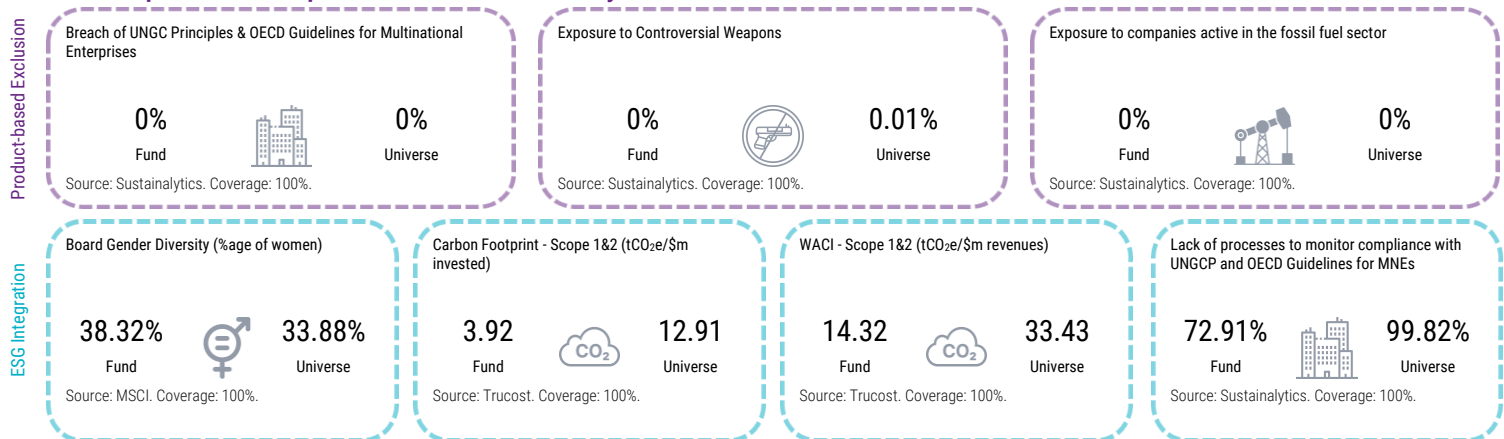 Product-based Exclusion
Breach of UNGC Principles & OECD Guidelines for Multinational
Enterprises
0%
Fund
0%
Universe
Source: Sustainalytics. Coverage: 100%.
Exposure to Controversial Weapons
0%
Fund
0.01%
Universe
Source: Sustainalytics. Coverage: 100%.
Exposure to companies active in the fossil fuel sector
0%
Fund
0%
Universe
Source: Sustainalytics. Coverage: 100%.
ESG Integration
Board Gender Diversity (%age of women)
38.32%
Fund
33.88%
Universe
Source: MSCI. Coverage: 100%.
Carbon Footprint - Scope 1&2 (tCO₂e/$m
invested)
3.92
Fund
CO₂
12.91
Universe
Source: Trucost. Coverage: 100%.
WACI - Scope 1&2 (tCO₂e/$m revenues)
14.32
Fund
CO₂
33.43
Universe
Source: Trucost. Coverage: 100%.
Lack of processes to monitor compliance with
UNGCP and OECD Guidelines for MNEs
72.91%
Fund
99.82%
Universe
Source: Sustainalytics. Coverage: 100%.